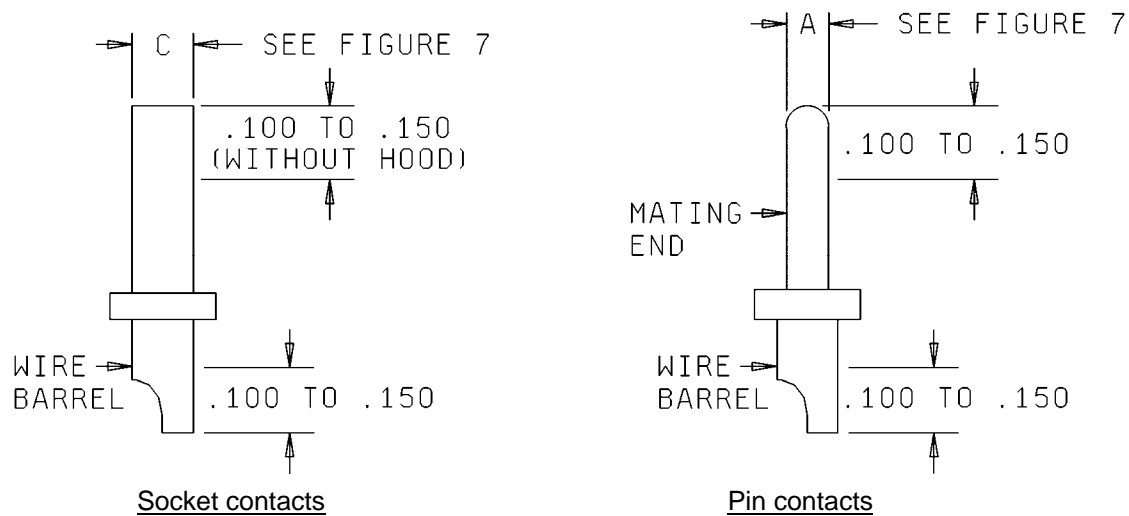 C SEE FIGURE 7
.100 TO .150
(WITHOUT HOOD)
WIRE
BARREL
.100 TO .150
Socket contacts
A SEE FIGURE 7
.100 TO .150
MATING
END
WIRE
BARREL
.100 TO .150
Pin contacts